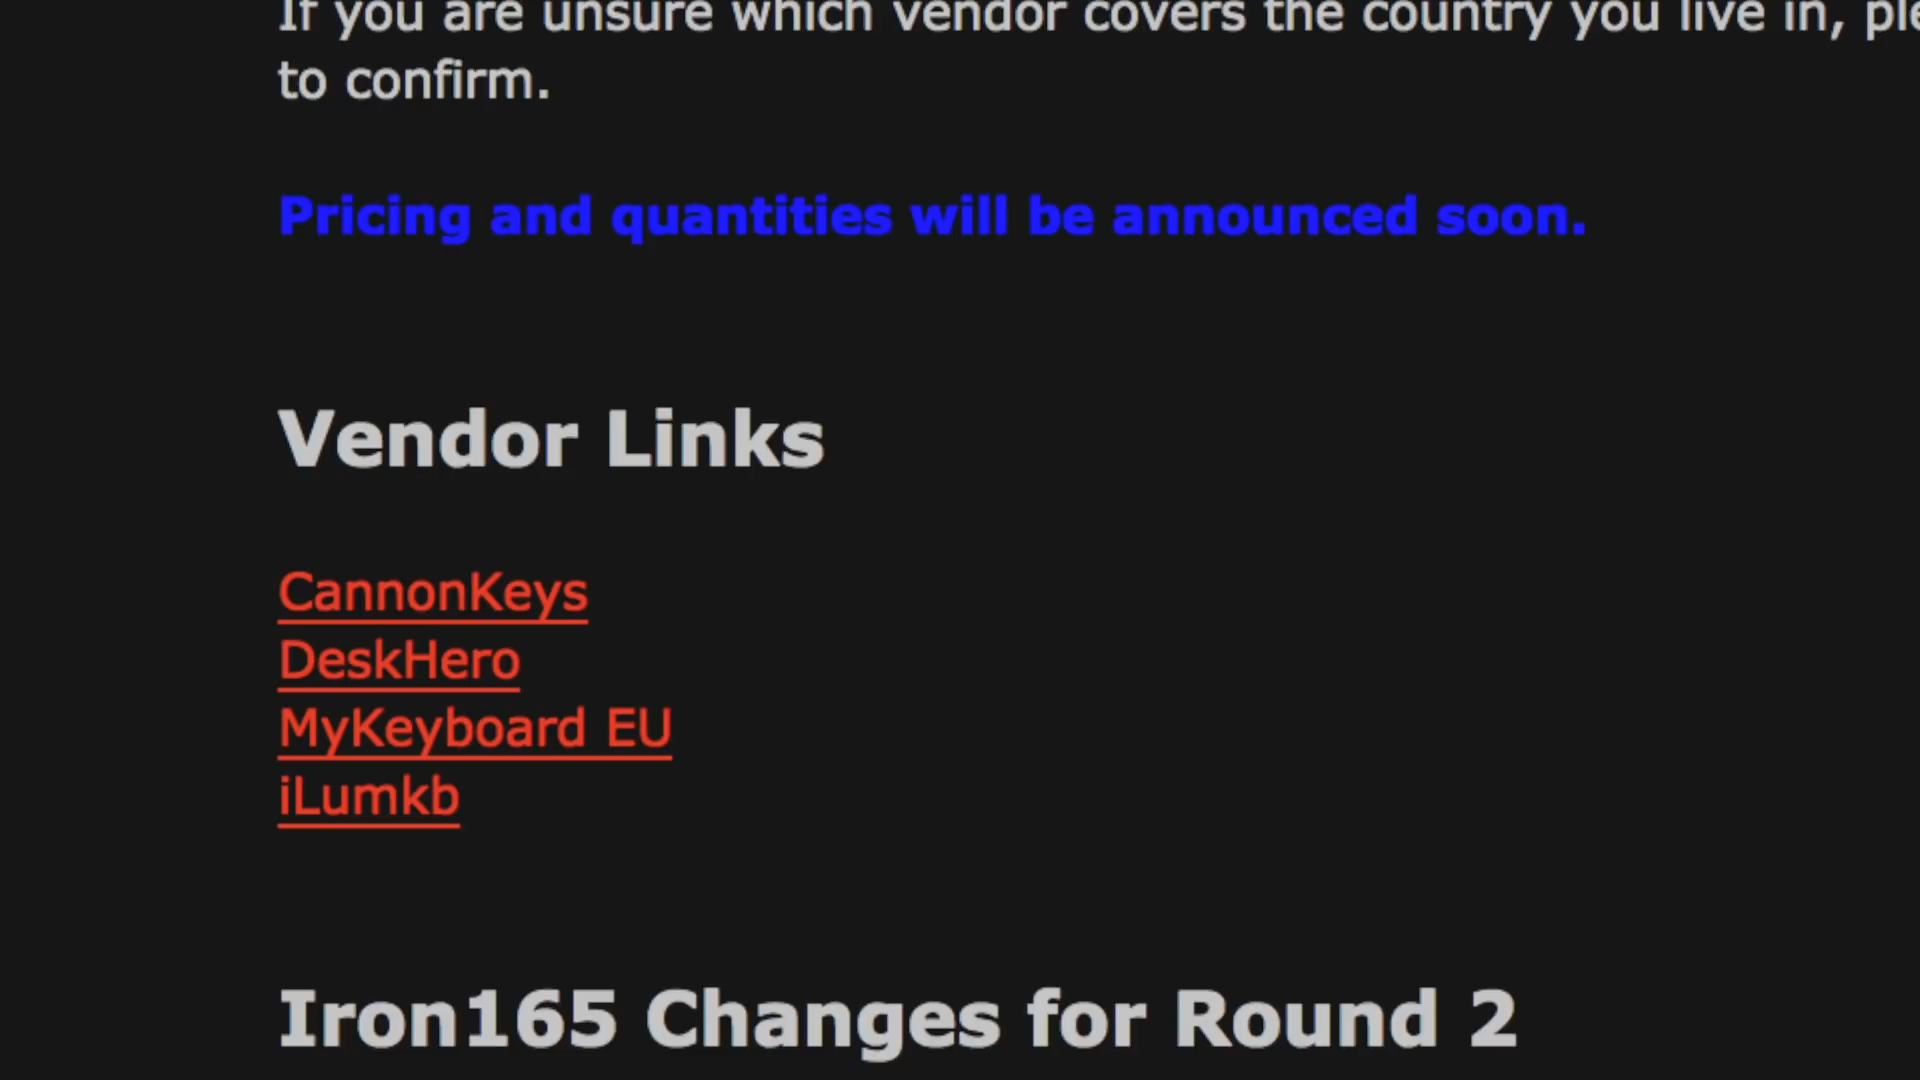 If you are unsure which vendor covers the country you live in,
to confirm.
Pricing and quantities will be announced soon.
Vendor Links
CannonKeys
DeskHero
MyKeyboard EU
iLumkb
Iron165 Changes for Round 2